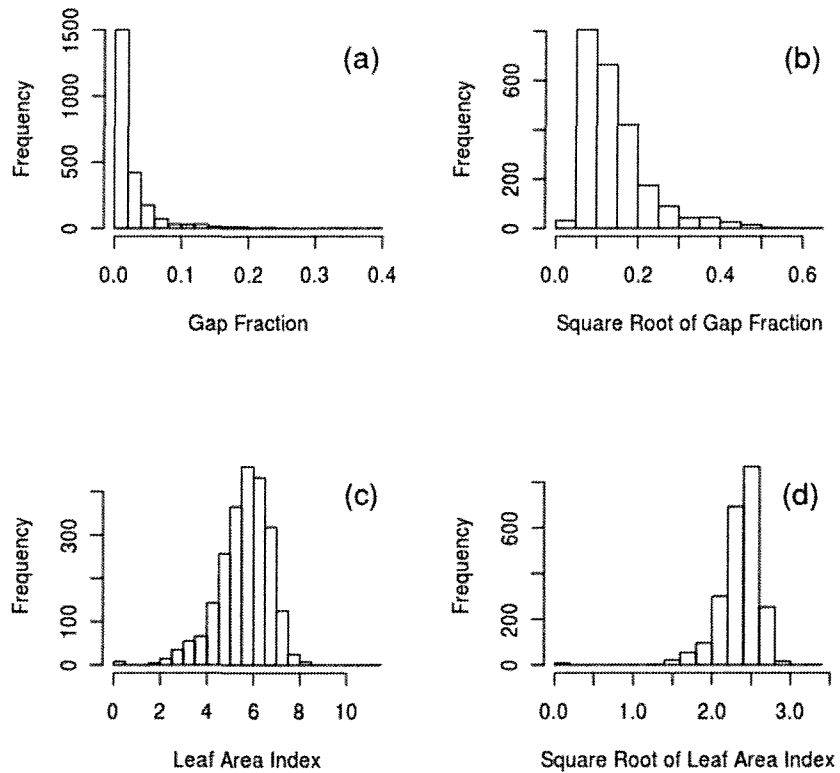 (a)
Frequency
0 500 1000 1500
0.0 0.1 0.2 0.3 0.4
Gap Fraction
(b)
Frequency
0 200 600
0.0 0.2 0.4 0.6
Square Root of Gap Fraction
(c)
Frequency
0 100 300
0 2 4 6 8 10
Leaf Area Index
(d)
Frequency
0 200 600
0.0 1.0 2.0 3.0
Square Root of Leaf Area Index